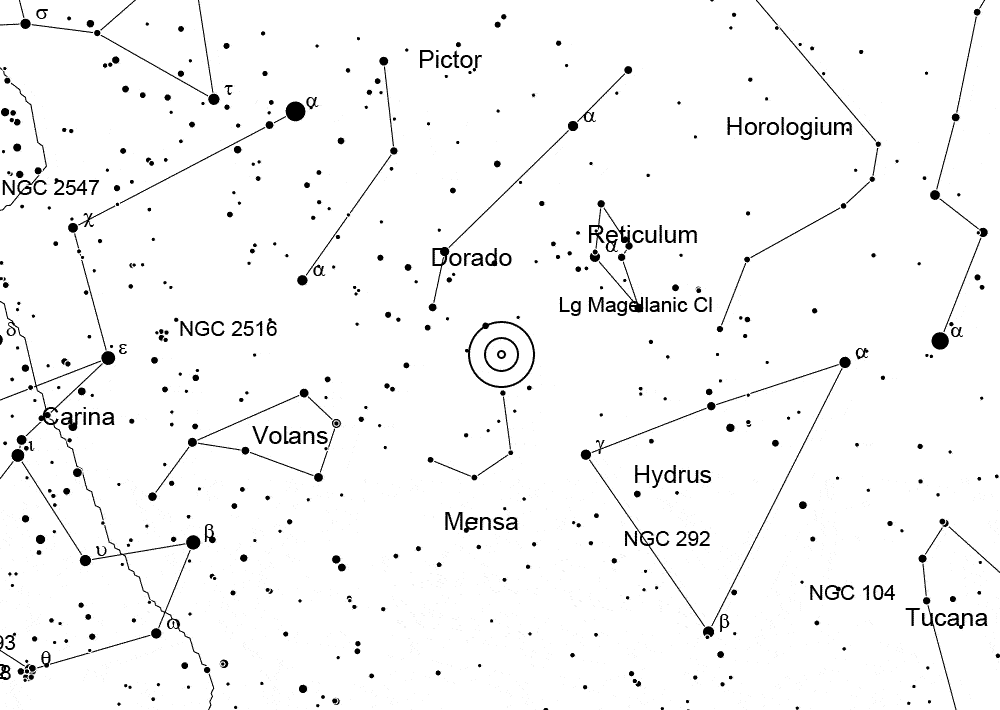 σ
Pictor
τ
α
α
Horologium
NGC 2547
χ
Reticulum
α
Dorado
α
Lg Magellanic Cl
δ
NGC 2516
α
ε
α
Carina
Volans
γ
ι
Hydrus
Mensa
β
NGC 292
υ
NGC 104
Tucana
ω
β
93
θ
8